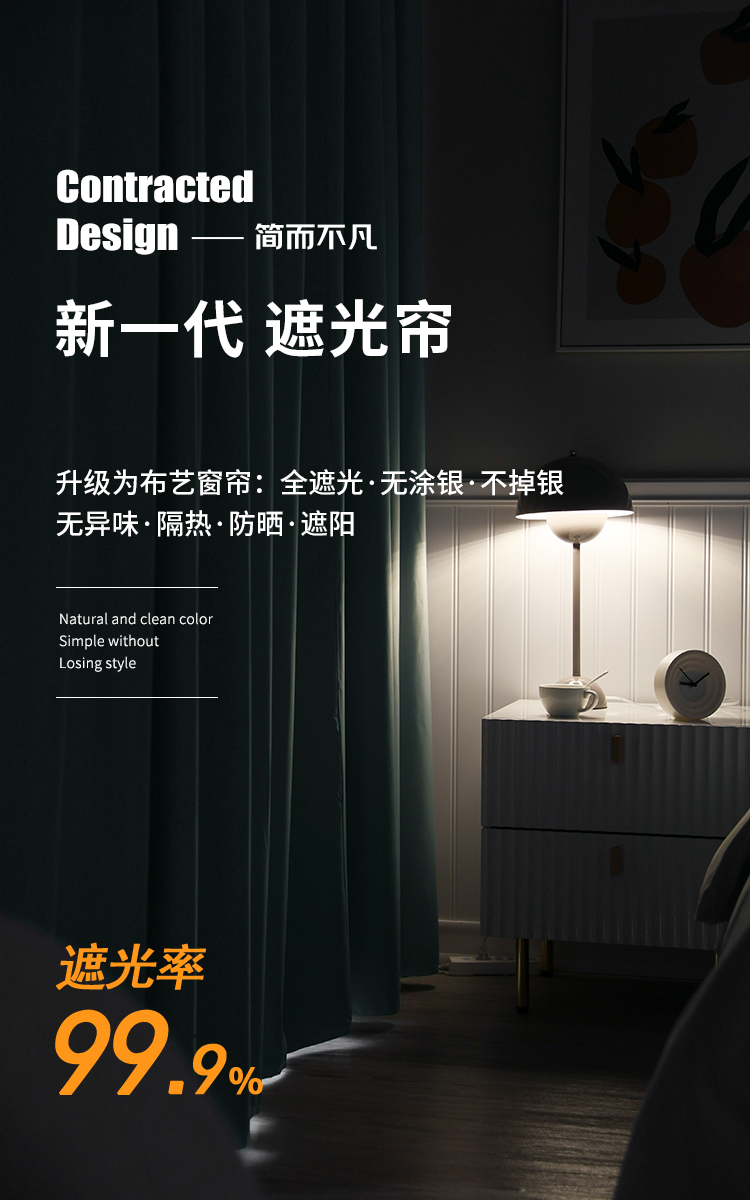 Contracted
Design —— 简而不凡
新一代 遮光帘
升级为布艺窗帘：全遮光·无涂银·不掉银
无异味·隔热·防晒·遮阳
Natural and clean color
Simple without
Losing style
遮光率
99.9%